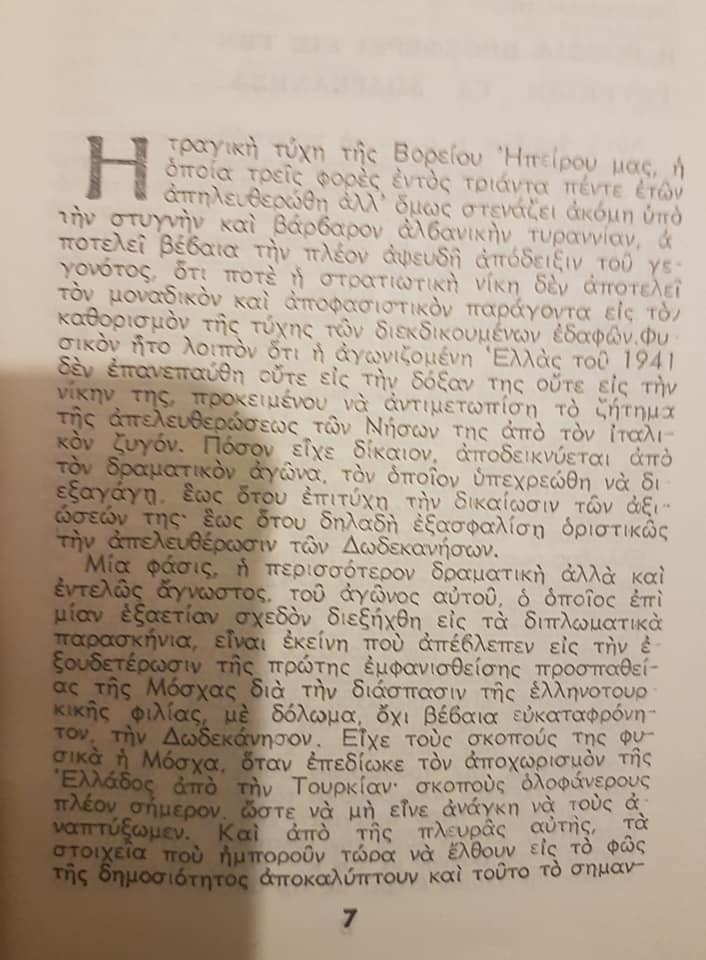 Η τραγικὴ τύχη τῆς Βορείου Ἠπείρου μας, ἡ
ὁποία τρεῖς φορὲς ἐντὸς τριάντα πέντε ἐτῶν
ἀπηλευθερώθη ἀλλ' ὅμως στενάζει ἀκόμη ὑπὸ
τὴν στυγνὴν καὶ βάρβαρον ἀλβανικὴν τυραννίαν, ἀ
ποτελεῖ βέβαια τὴν πλέον ἀψευδῆ ἀπόδειξιν τοῦ γε-
γονότος, ὅτι ποτὲ ἡ στρατιωτικὴ νίκη δὲν ἀποτελεῖ
τὸν μοναδικὸν καὶ ἀποφασιστικὸν παράγοντα εἰς τὸν
καθορισμὸν τῆς τύχης τῶν διεκδικουμένων ἐδαφῶν. Φυ-
σικὸν ἦτο λοιπὸν ὅτι ἡ ἀγωνιζομένη Ἑλλὰς τοῦ 1941
δὲν ἐπανεπαύθη οὔτε εἰς τὴν δόξαν της οὔτε εἰς τὴν
νίκην της, προκειμένου νὰ ἀντιμετωπίση τὸ ζήτημα
τῆς ἀπελευθερώσεως τῶν Νήσων της ἀπὸ τὸν ἰταλι-
κὸν ζυγόν. Πόσον εἶχε δίκαιον, ἀποδεικνύεται ἀπὸ
τὸν δραματικὸν ἀγῶνα, τὸν ὁποῖον ὑπεχρεώθη νὰ δι-
εξαγάγη, ἕως ὅτου ἐπιτύχη τὴν δικαίωσιν τῶν ἀξι-
ώσεών της· ἕως ὅτου δηλαδὴ ἐξασφαλίση ὁριστικῶς
τὴν ἀπελευθέρωσιν τῶν Δωδεκανήσων.
Μία φάσις, ἡ περισσότερον δραματικὴ ἀλλὰ καὶ
ἐντελῶς ἄγνωστος, τοῦ ἀγῶνος αὐτοῦ, ὁ ὁποῖος ἐπὶ
μίαν ἑξαετίαν σχεδὸν διεξήχθη εἰς τὰ διπλωματικὰ
παρασκήνια, εἶναι ἐκείνη ποὺ ἀπέβλεπεν εἰς τὴν ἐ-
ξουδετέρωσιν τῆς πρώτης ἐμφανισθείσης προσπαθεί-
ας τῆς Μόσχας διὰ τὴν διάσπασιν τῆς ἑλληνοτουρ-
κικῆς φιλίας, μὲ δόλωμα, ὄχι βέβαια εὐκαταφρόνη-
τον, τὴν Δωδεκάνησον. Εἶχε τοὺς σκοπούς της φυ-
σικὰ ἡ Μόσχα, ὅταν ἐπεδίωκε τὸν ἀποχωρισμὸν τῆς
Ἑλλάδος ἀπὸ τὴν Τουρκίαν· σκοποὺς ὁλοφάνερους
πλέον σήμερον, ὥστε νὰ μὴ εἶνε ἀνάγκη νὰ τοὺς ἀ-
ναπτύξωμεν. Καὶ ἀπὸ τῆς πλευρᾶς αὐτῆς, τὰ
στοιχεῖα ποὺ ἠμποροῦν τώρα νὰ ἔλθουν εἰς τὸ φῶς
τῆς δημοσιότητος ἀποκαλύπτουν καὶ τοῦτο τὸ σημαν-
7